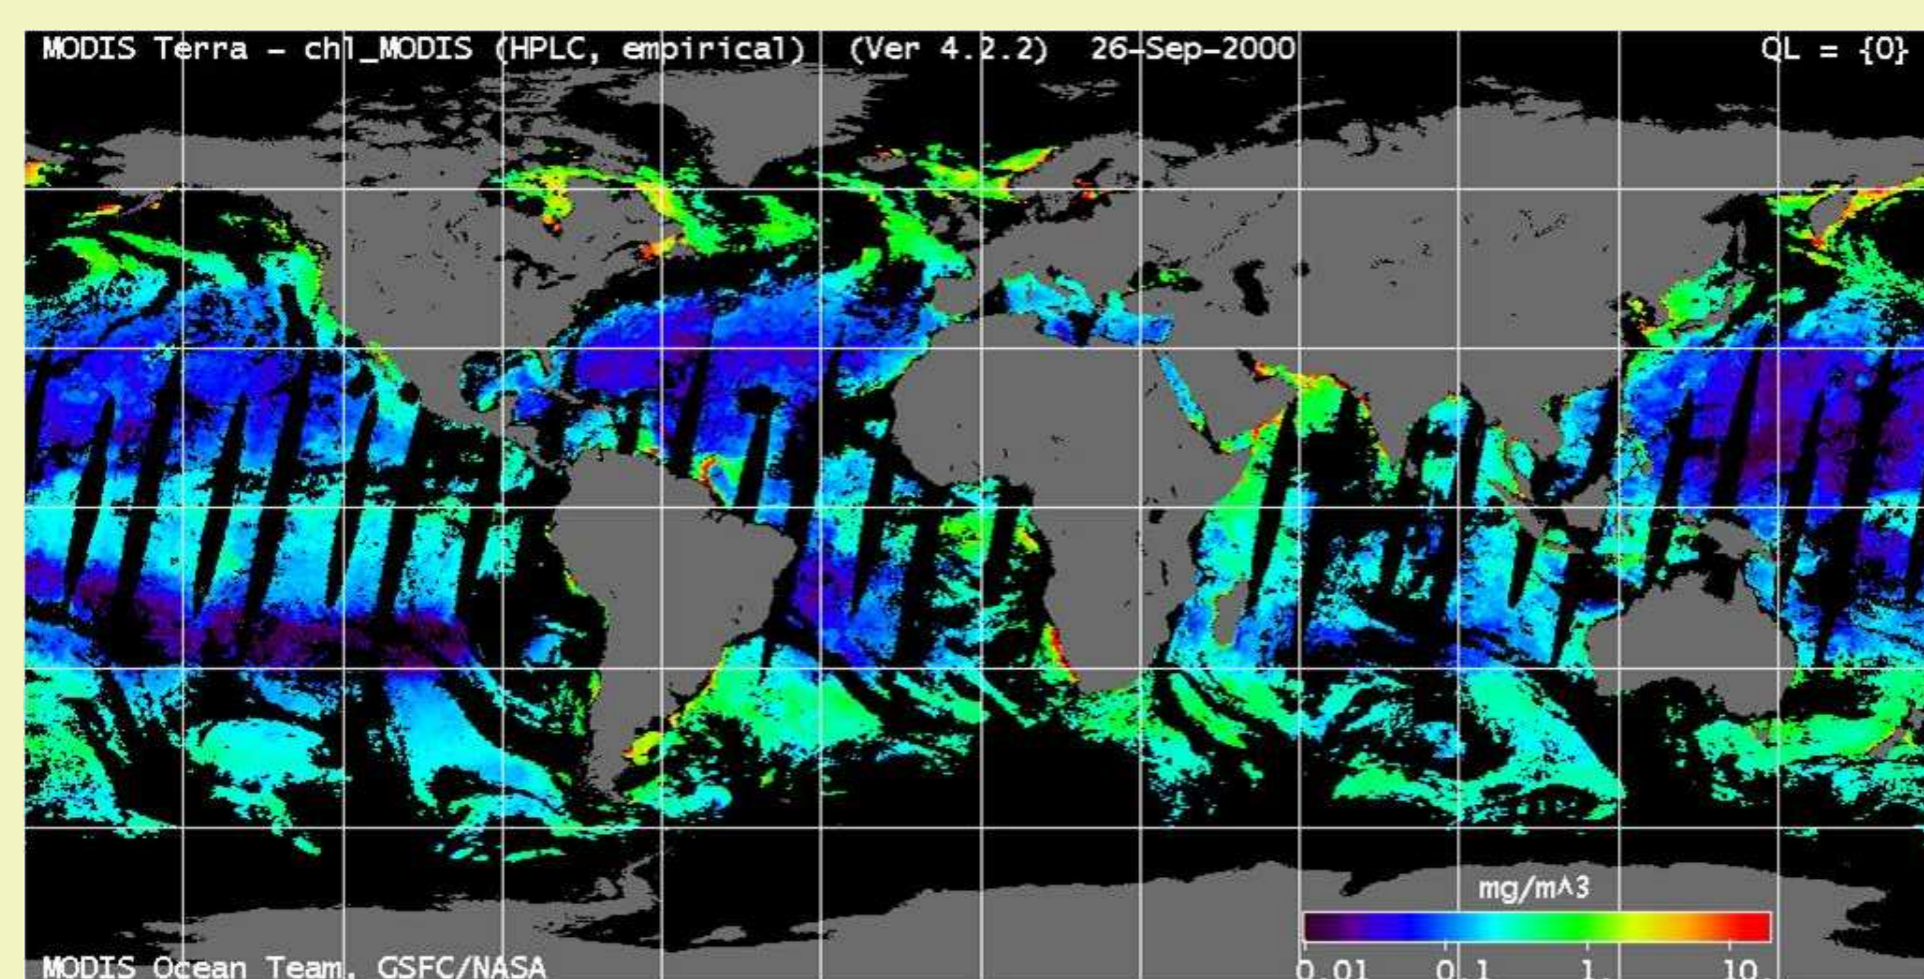 MODIS Terra – chl_MODIS (HPLC, empirical) (Ver 4.2.2) 26-Sep-2000 QL = {0}
mg/m^3
0.01 0.1 1. 10.
MODIS Ocean Team, GSFC/NASA